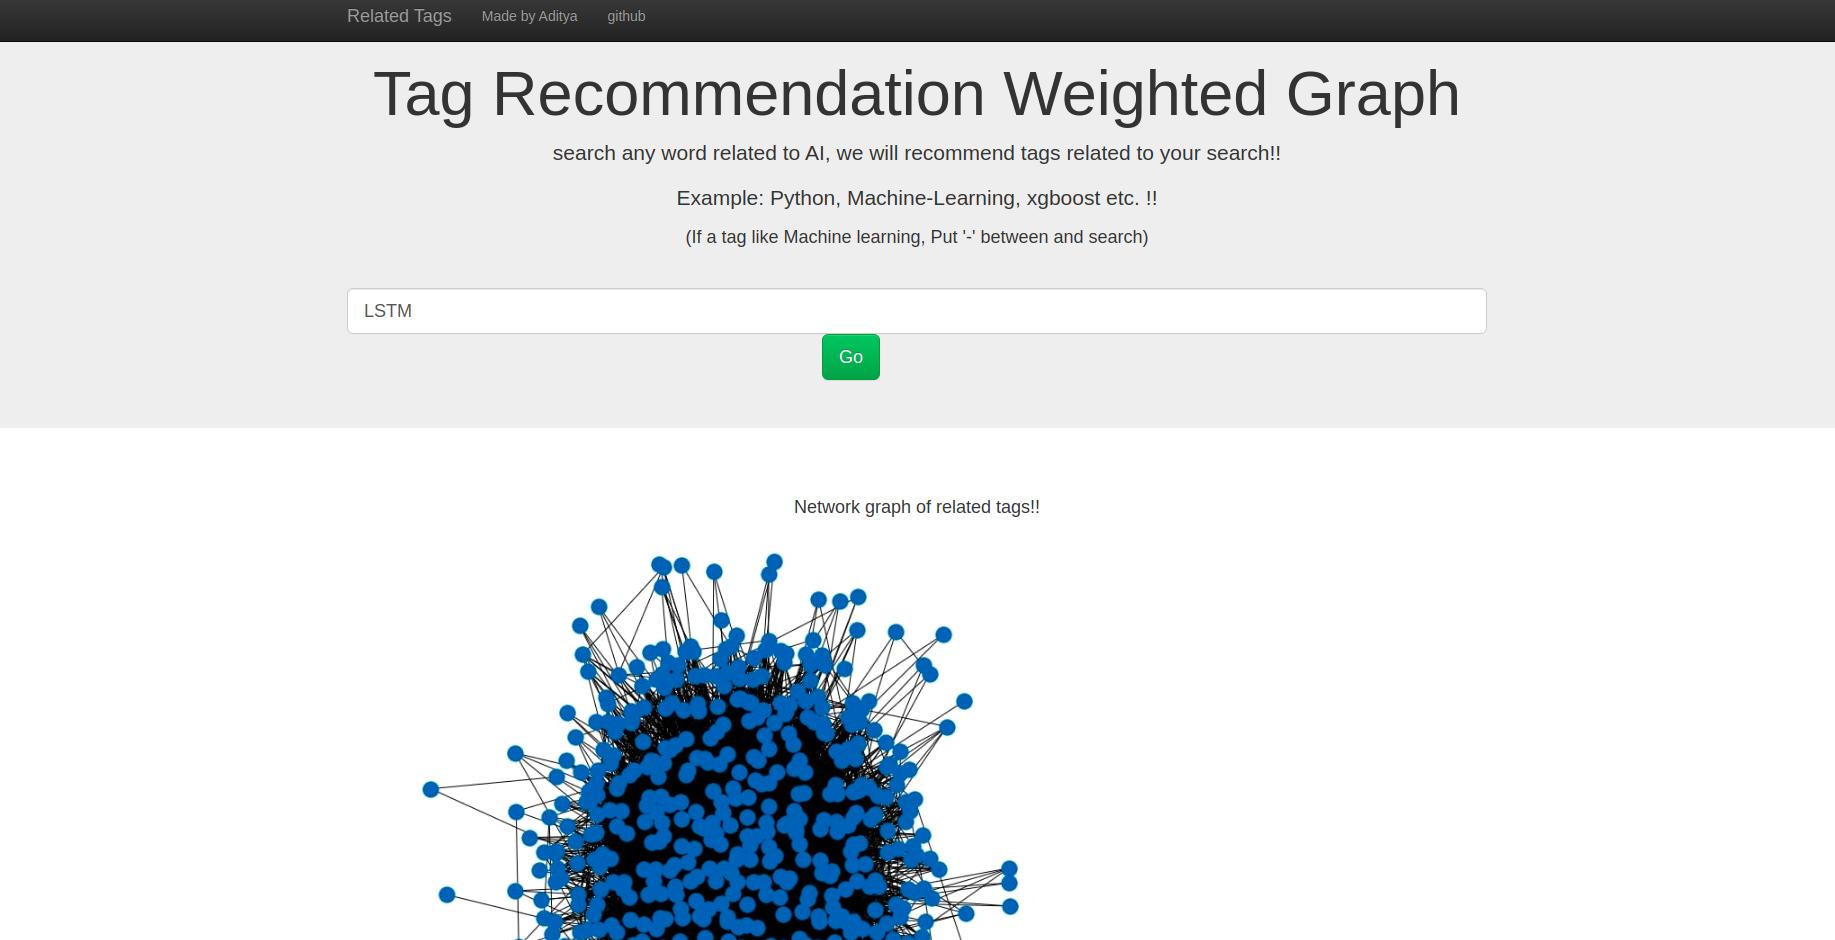 Related Tags Made by Aditya github
Tag Recommendation Weighted Graph
search any word related to AI, we will recommend tags related to your search!!
Example: Python, Machine-Learning, xgboost etc. !!
(If a tag like Machine learning, Put '-' between and search)
LSTM
Go
Network graph of related tags!!